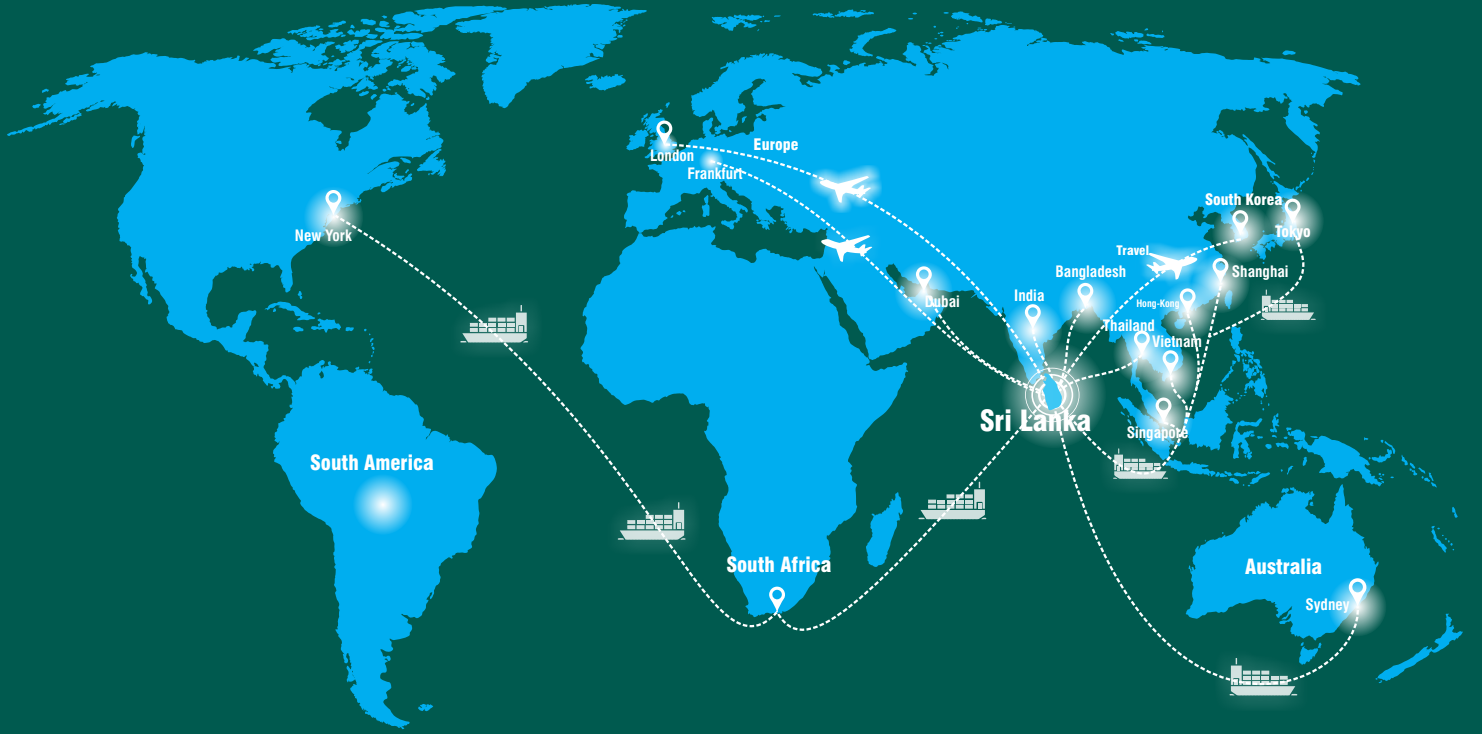 London
Europe
Frankfurt
New York
South Korea
Tokyo
Travel
Bangladesh
Shanghai
India
Dubai
Hong-Kong
Thailand
Vietnam
Sri Lanka
Singapore
South America
South Africa
Australia
Sydney